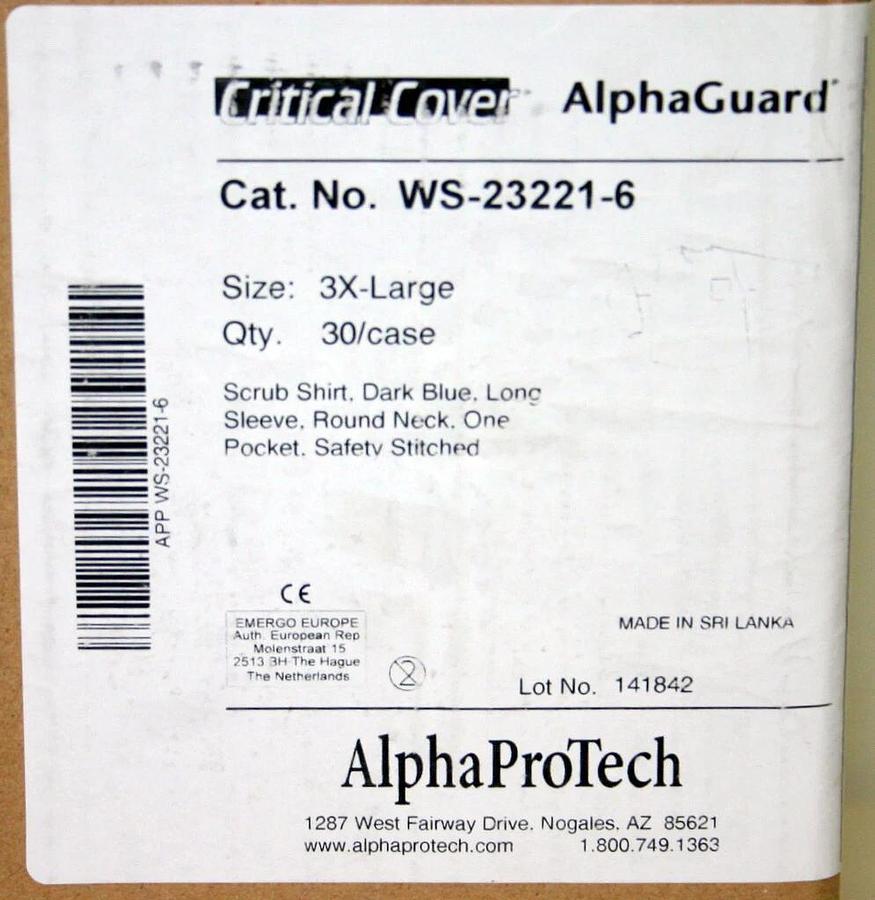 Critical Cover™ AlphaGuard™
Cat. No. WS-23221-6
Size: 3X-Large
Qty. 30/case
Scrub Shirt, Dark Blue, Long
Sleeve, Round Neck, One
Pocket, Safety Stitched
APP WS-23221-6
CE
EMERGO EUROPE
Auth. European Rep
Molenstraat 15
2513 BH The Hague
The Netherlands
2
MADE IN SRI LANKA
Lot No. 141842
AlphaProTech
1287 West Fairway Drive, Nogales, AZ 85621
www.alphaprotech.com 1.800.749.1363